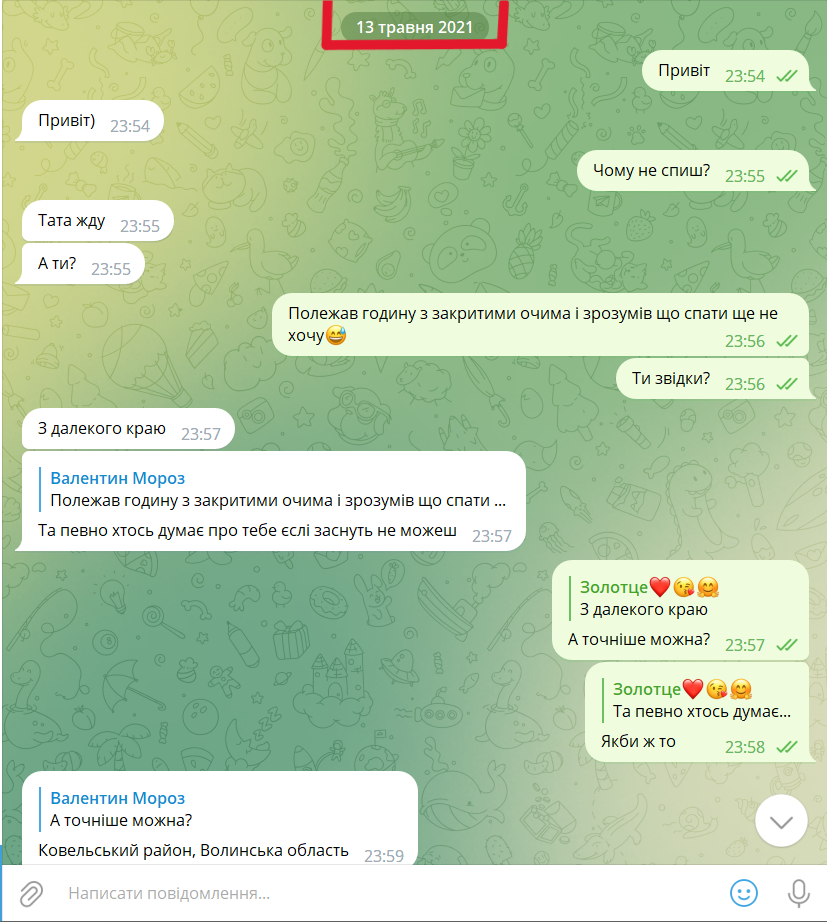 13 травня 2021
Привіт 23:54
Привіт) 23:54
Чому не спиш? 23:55
Тата жду 23:55
А ти? 23:55
Полежав годину з закритими очима і зрозумів що спати ще не
хочу😅 23:56
Ти звідки? 23:56
З далекого краю 23:57
Валентин Мороз
Полежав годину з закритими очима і зрозумів що спати ...
Та певно хтось думає про тебе єслі заснуть не можеш 23:57
Золотце❤️😘🤗
З далекого краю
А точніше можна? 23:57
Золотце❤️😘🤗
Та певно хтось думає...
Якби ж то 23:58
Валентин Мороз
А точніше можна?
Ковельський район, Волинська область 23:59
Написати повідомлення...